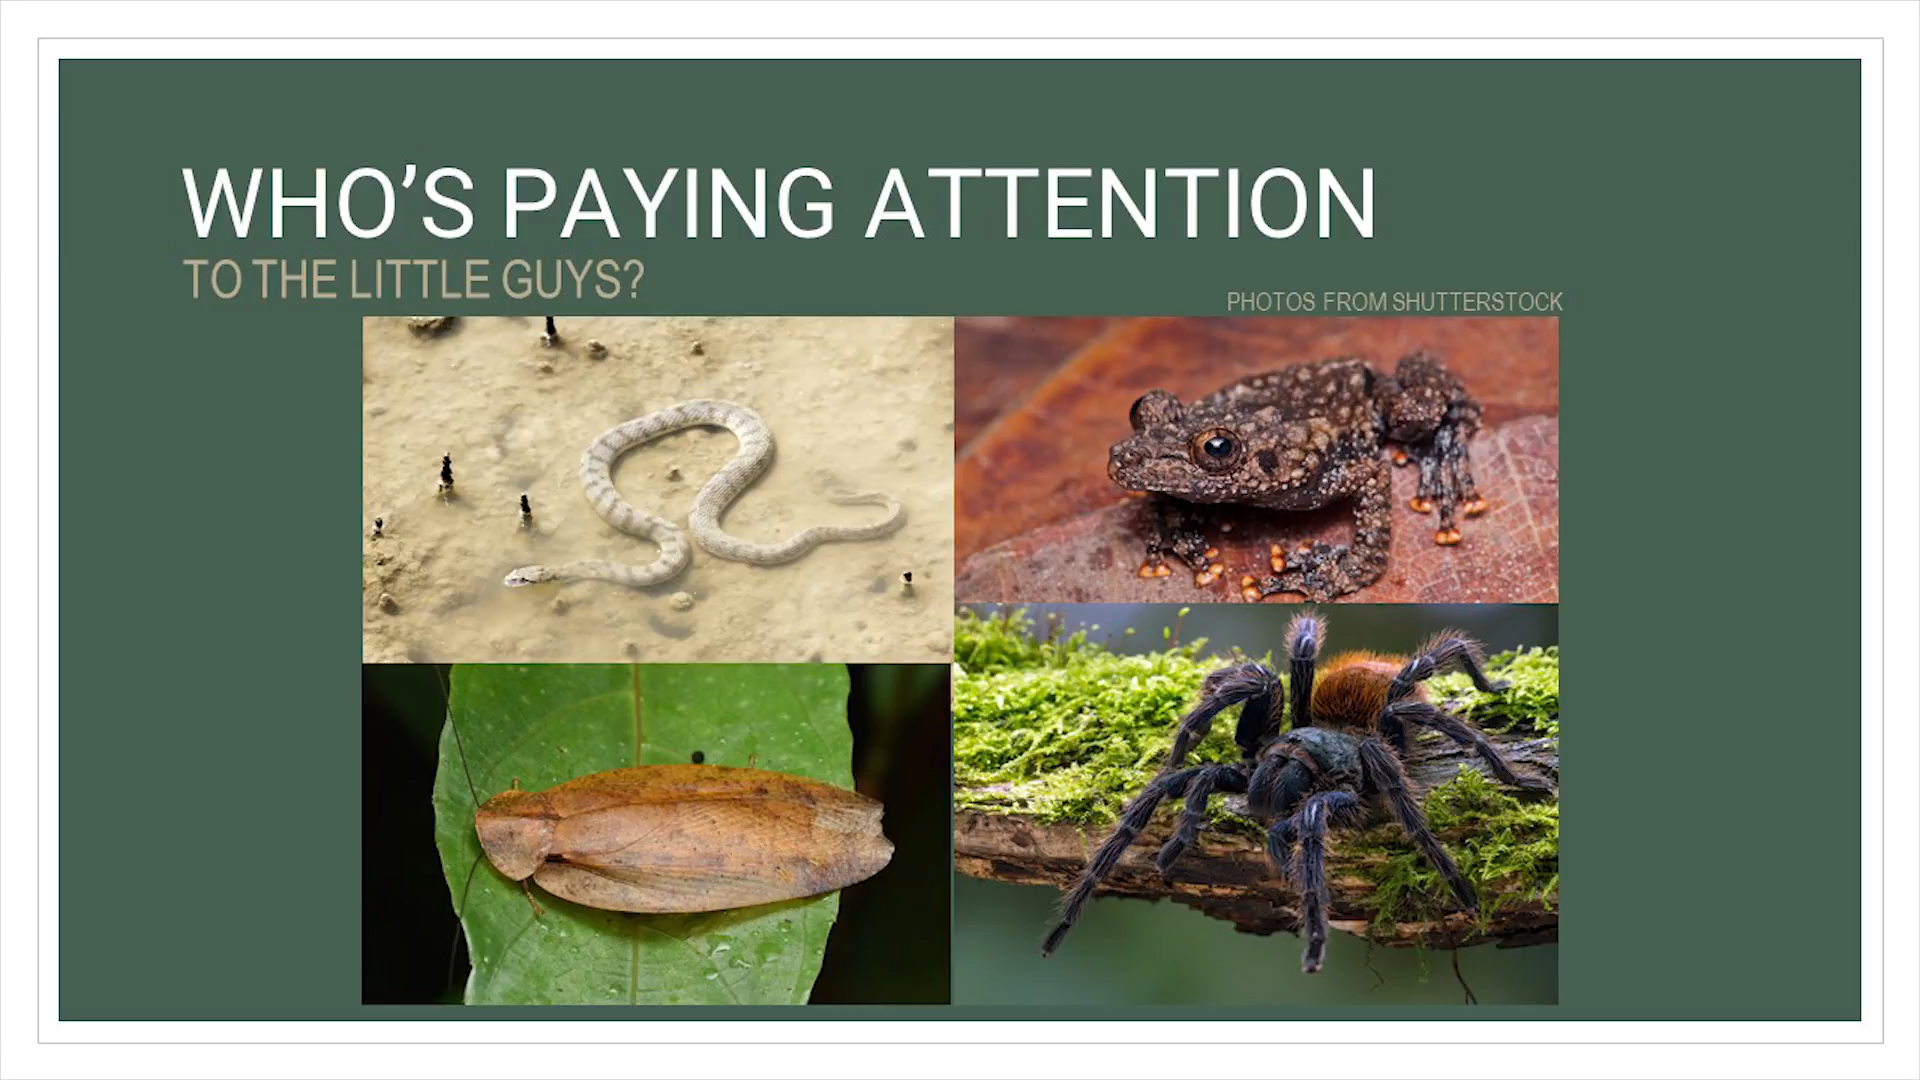 WHO’S PAYING ATTENTION
TO THE LITTLE GUYS?
PHOTOS FROM SHUTTERSTOCK